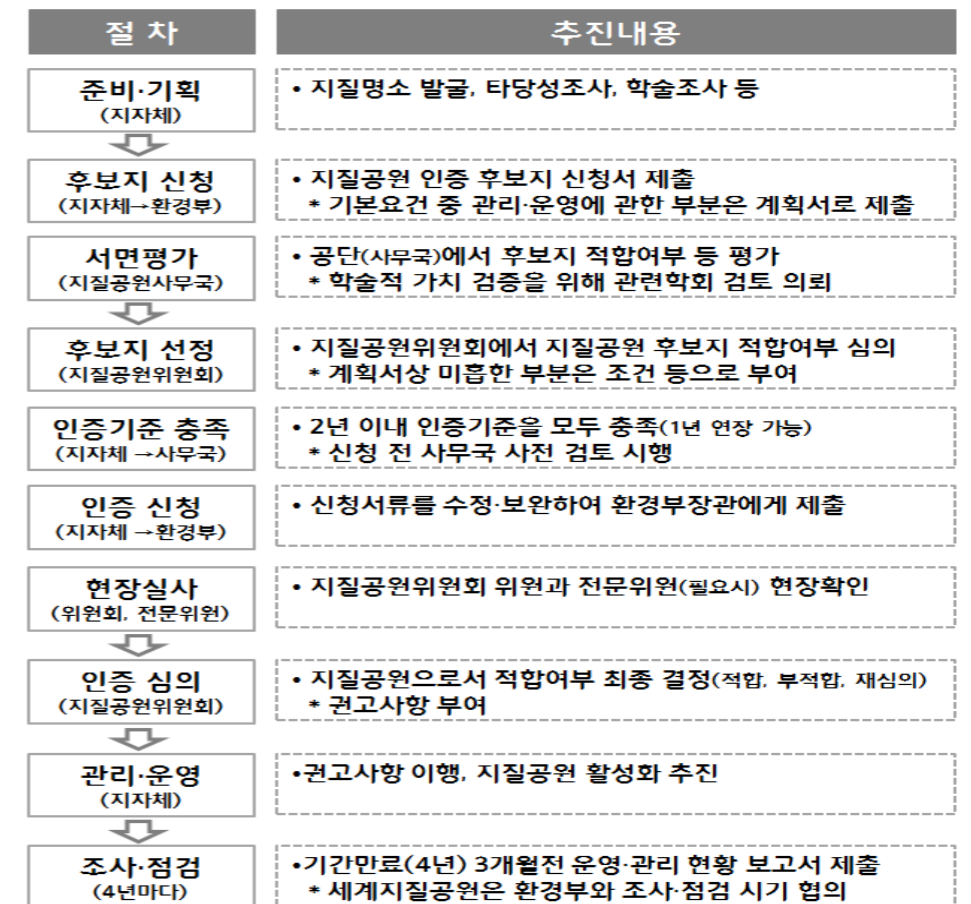 절 차
추진내용
준비·기획
(지자체)
• 지질명소 발굴, 타당성조사, 학술조사 등
후보지 신청
(지자체→환경부)
• 지질공원 인증 후보지 신청서 제출
* 기본요건 중 관리·운영에 관한 부분은 계획서로 제출
서면평가
(지질공원사무국)
• 공단(사무국)에서 후보지 적합여부 등 평가
* 학술적 가치 검증을 위해 관련학회 검토 의뢰
후보지 선정
(지질공원위원회)
• 지질공원위원회에서 지질공원 후보지 적합여부 심의
* 계획서상 미흡한 부분은 조건 등으로 부여
인증기준 충족
(지자체 →사무국)
• 2년 이내 인증기준을 모두 충족(1년 연장 가능)
* 신청 전 사무국 사전 검토 시행
인증 신청
(지자체 →환경부)
• 신청서류를 수정·보완하여 환경부장관에게 제출
현장실사
(위원회, 전문위원)
• 지질공원위원회 위원과 전문위원(필요시) 현장확인
인증 심의
(지질공원위원회)
• 지질공원으로서 적합여부 최종 결정(적합, 부적합, 재심의)
* 권고사항 부여
관리·운영
(지자체)
•권고사항 이행, 지질공원 활성화 추진
조사·점검
(4년마다)
•기간만료(4년) 3개월전 운영·관리 현황 보고서 제출
* 세계지질공원은 환경부와 조사·점검 시기 협의